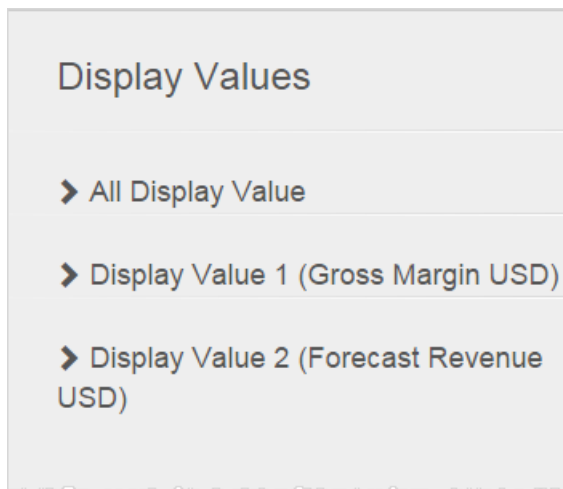 Display Values
All Display Value
Display Value 1 (Gross Margin USD)
Display Value 2 (Forecast Revenue
USD)